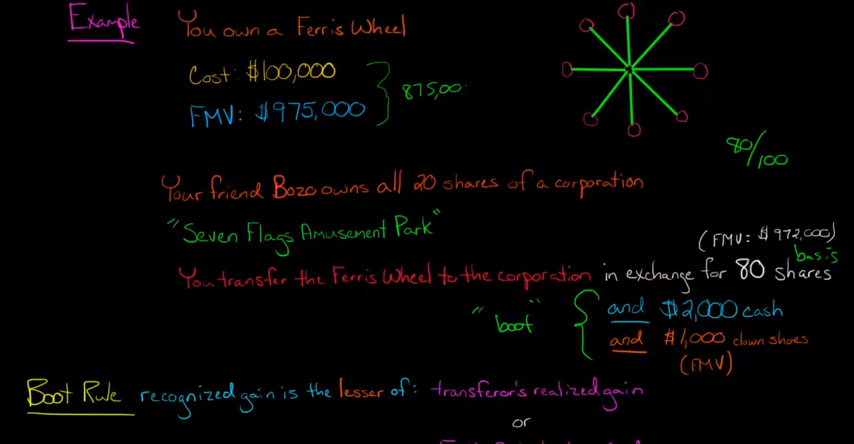 Example
You own a Ferris Wheel
Cost: $100,000
FMV: $975,000
875,00
80/100
Your friend Bozo owns all 20 shares of a corporation
"Seven Flags Amusement Park"
(FMV: $972,000)
basis
You transfer the Ferris Wheel to the corporation in exchange for 80 shares
"boot"
and $2,000 cash
and $1,000 clown shoes
(FMV)
Boot Rule recognized gain is the lesser of: transferor's realized gain
or